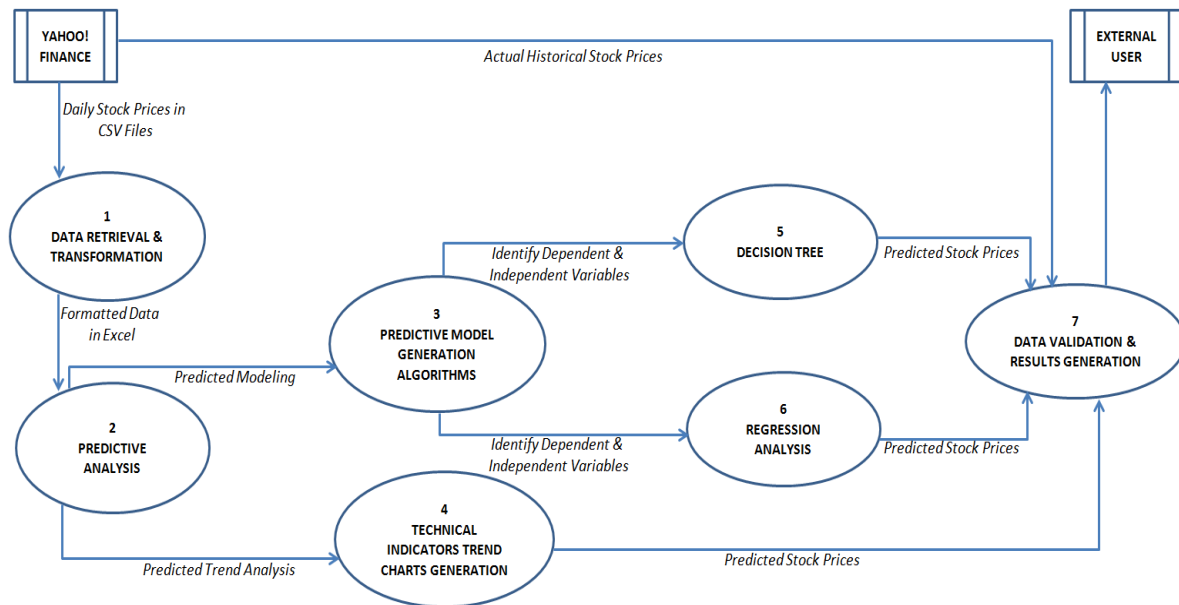 YAHOO!
FINANCE
Actual Historical Stock Prices
EXTERNAL
USER
Daily Stock Prices in
CSV Files
1
DATA RETRIEVAL &
TRANSFORMATION
Formatted Data
in Excel
2
PREDICTIVE
ANALYSIS
Predicted Modeling
3
PREDICTIVE MODEL
GENERATION
ALGORITHMS
Identify Dependent &
Independent Variables
5
DECISION TREE
Predicted Stock Prices
Identify Dependent &
Independent Variables
6
REGRESSION
ANALYSIS
Predicted Stock Prices
7
DATA VALIDATION &
RESULTS GENERATION
Predicted Trend Analysis
4
TECHNICAL
INDICATORS TREND
CHARTS GENERATION
Predicted Stock Prices